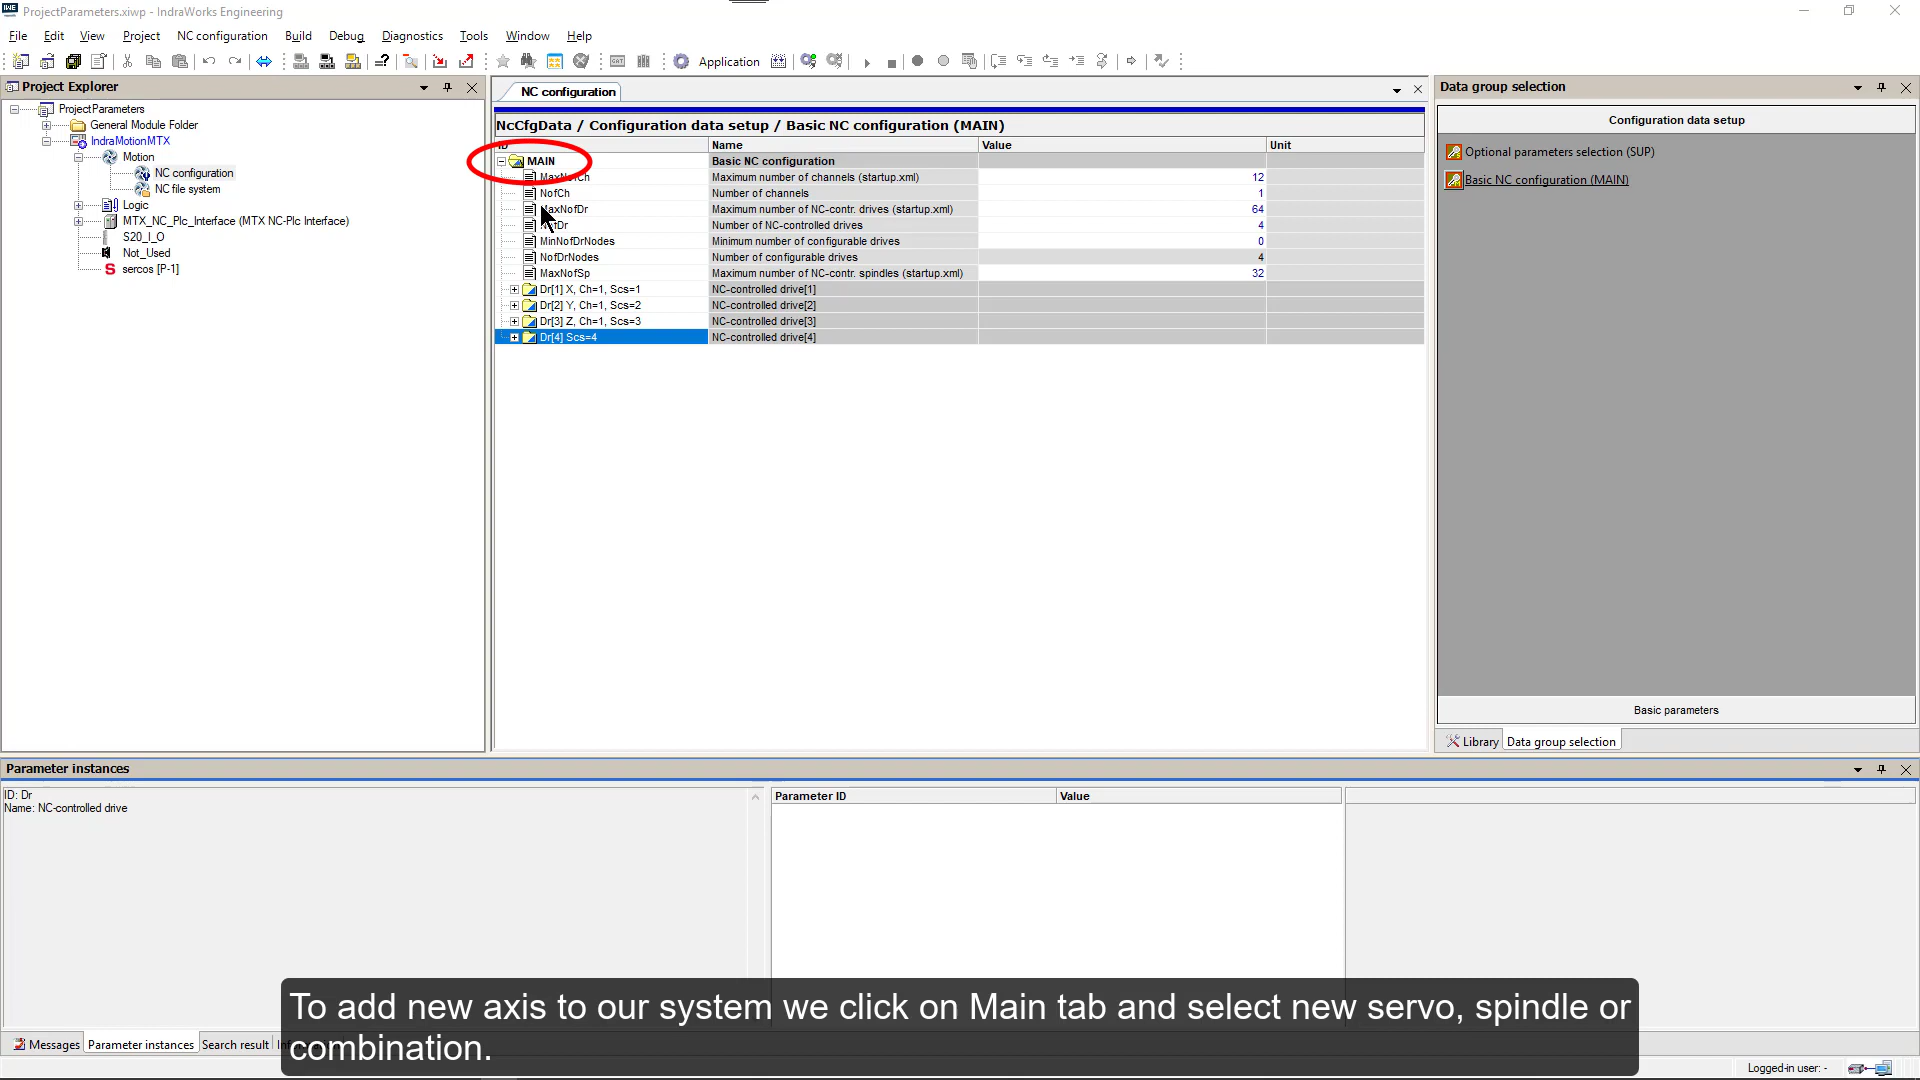 ProjectParameters.xiwp - IndraWorks Engineering
File Edit View Project NC configuration Build Debug Diagnostics Tools Window Help
Application
Project Explorer
ProjectParameters
General Module Folder
IndraMotionMTX
Motion
NC configuration
NC file system
Logic
MTX_NC_Plc_Interface (MTX NC-Plc Interface)
S20_I_O
Not_Used
sercos [P-1]
NC configuration
NcCfgData / Configuration data setup / Basic NC configuration (MAIN)
ID Name Value Unit
MAIN Basic NC configuration
MaxNofCh Maximum number of channels (startup.xml) 12
NofCh Number of channels 1
MaxNofDr Maximum number of NC-contr. drives (startup.xml) 64
NofDr Number of NC-controlled drives 4
MinNofDrNodes Minimum number of configurable drives 0
NofDrNodes Number of configurable drives 4
MaxNofSp Maximum number of NC-contr. spindles (startup.xml) 32
Dr[1] X, Ch=1, Scs=1 NC-controlled drive[1]
Dr[2] Y, Ch=1, Scs=2 NC-controlled drive[2]
Dr[3] Z, Ch=1, Scs=3 NC-controlled drive[3]
Dr[4] Scs=4 NC-controlled drive[4]
Data group selection
Configuration data setup
Optional parameters selection (SUP)
Basic NC configuration (MAIN)
Basic parameters
Library Data group selection
Parameter instances
ID: Dr
Name: NC-controlled drive
Parameter ID Value
To add new axis to our system we click on Main tab and select new servo, spindle or
combination.
Messages Parameter instances Search result
Logged-in user: -